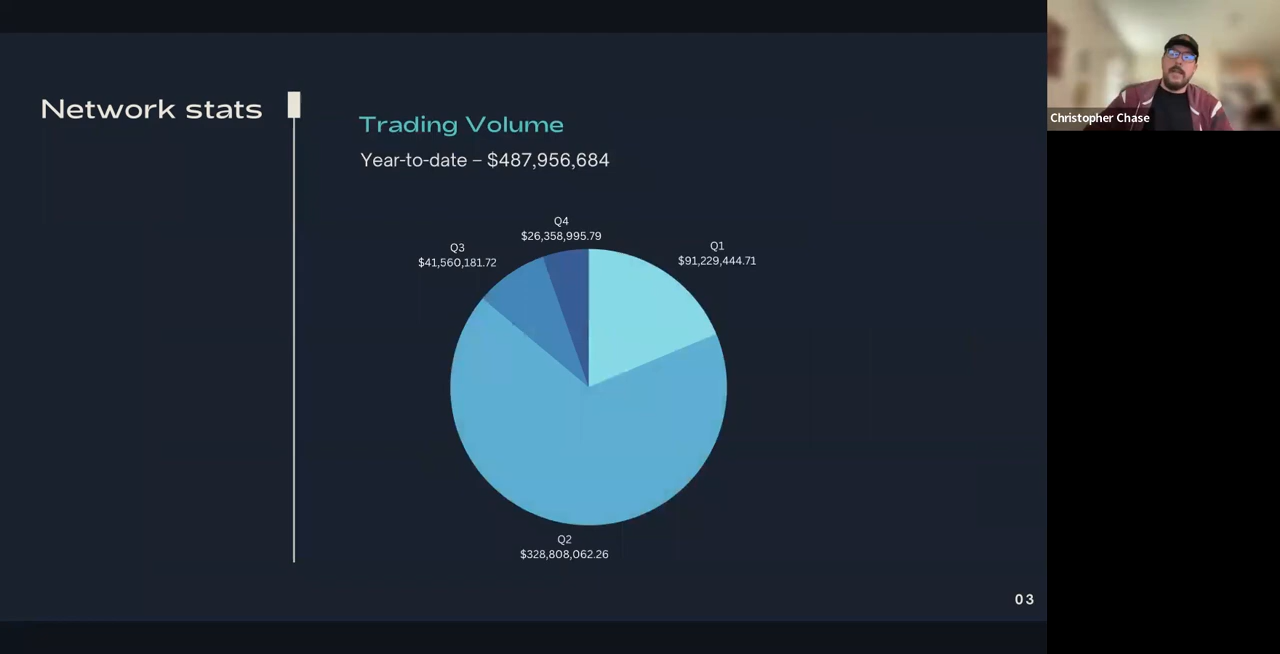 Network stats
Trading Volume
Year-to-date – $487,956,684
Q4
$26,358,995.79
Q3
$41,560,181.72
Q1
$91,229,444.71
Q2
$328,808,062.26
03
Christopher Chase